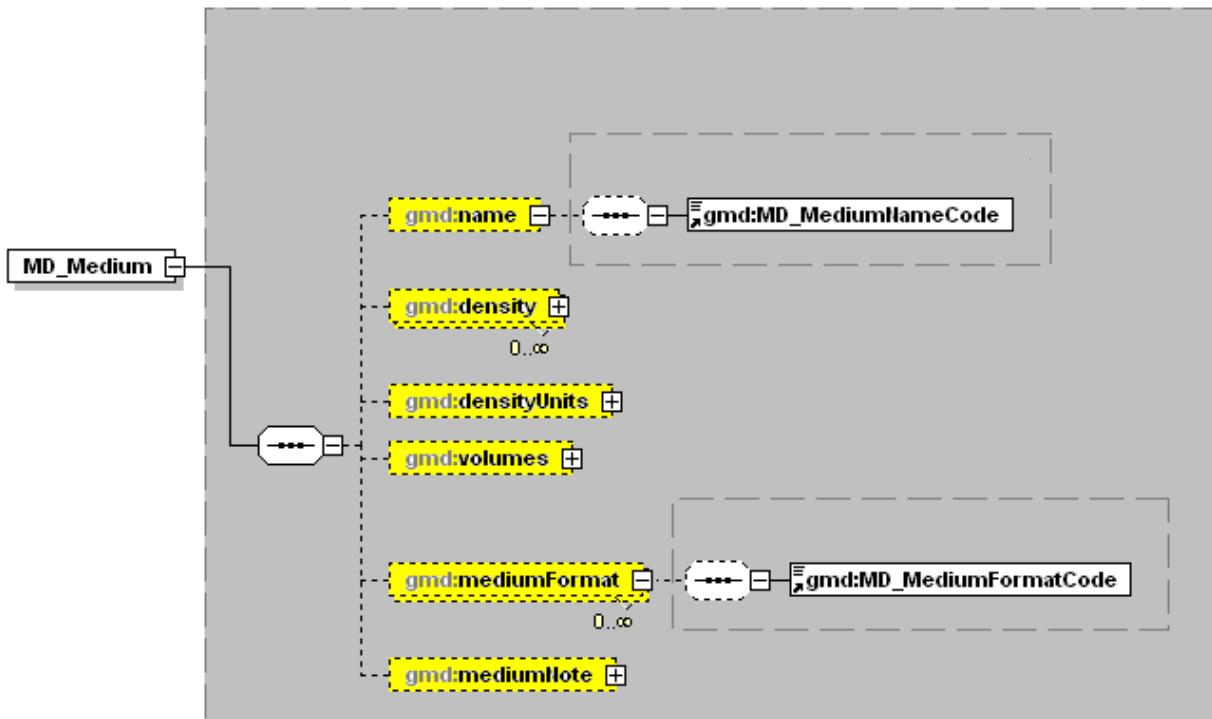 gmd:name
gmd:MD_MediumNameCode
MD_Medium
gmd:density
0..∞
gmd:densityUnits
gmd:volumes
gmd:mediumFormat
gmd:MD_MediumFormatCode
0..∞
gmd:mediumNote